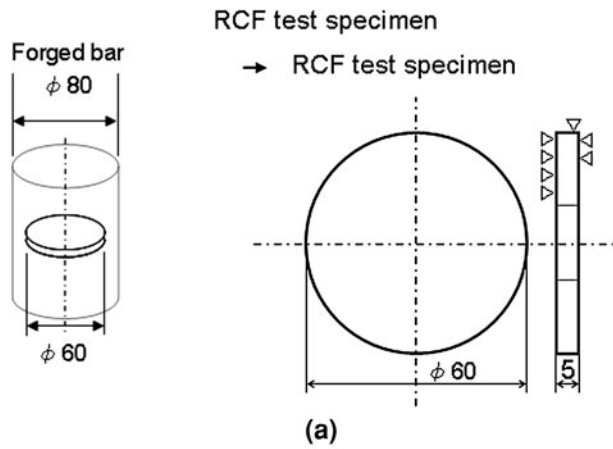 RCF test specimen
Forged bar
→ RCF test specimen
ϕ 80
ϕ 60
ϕ 60
5
(a)